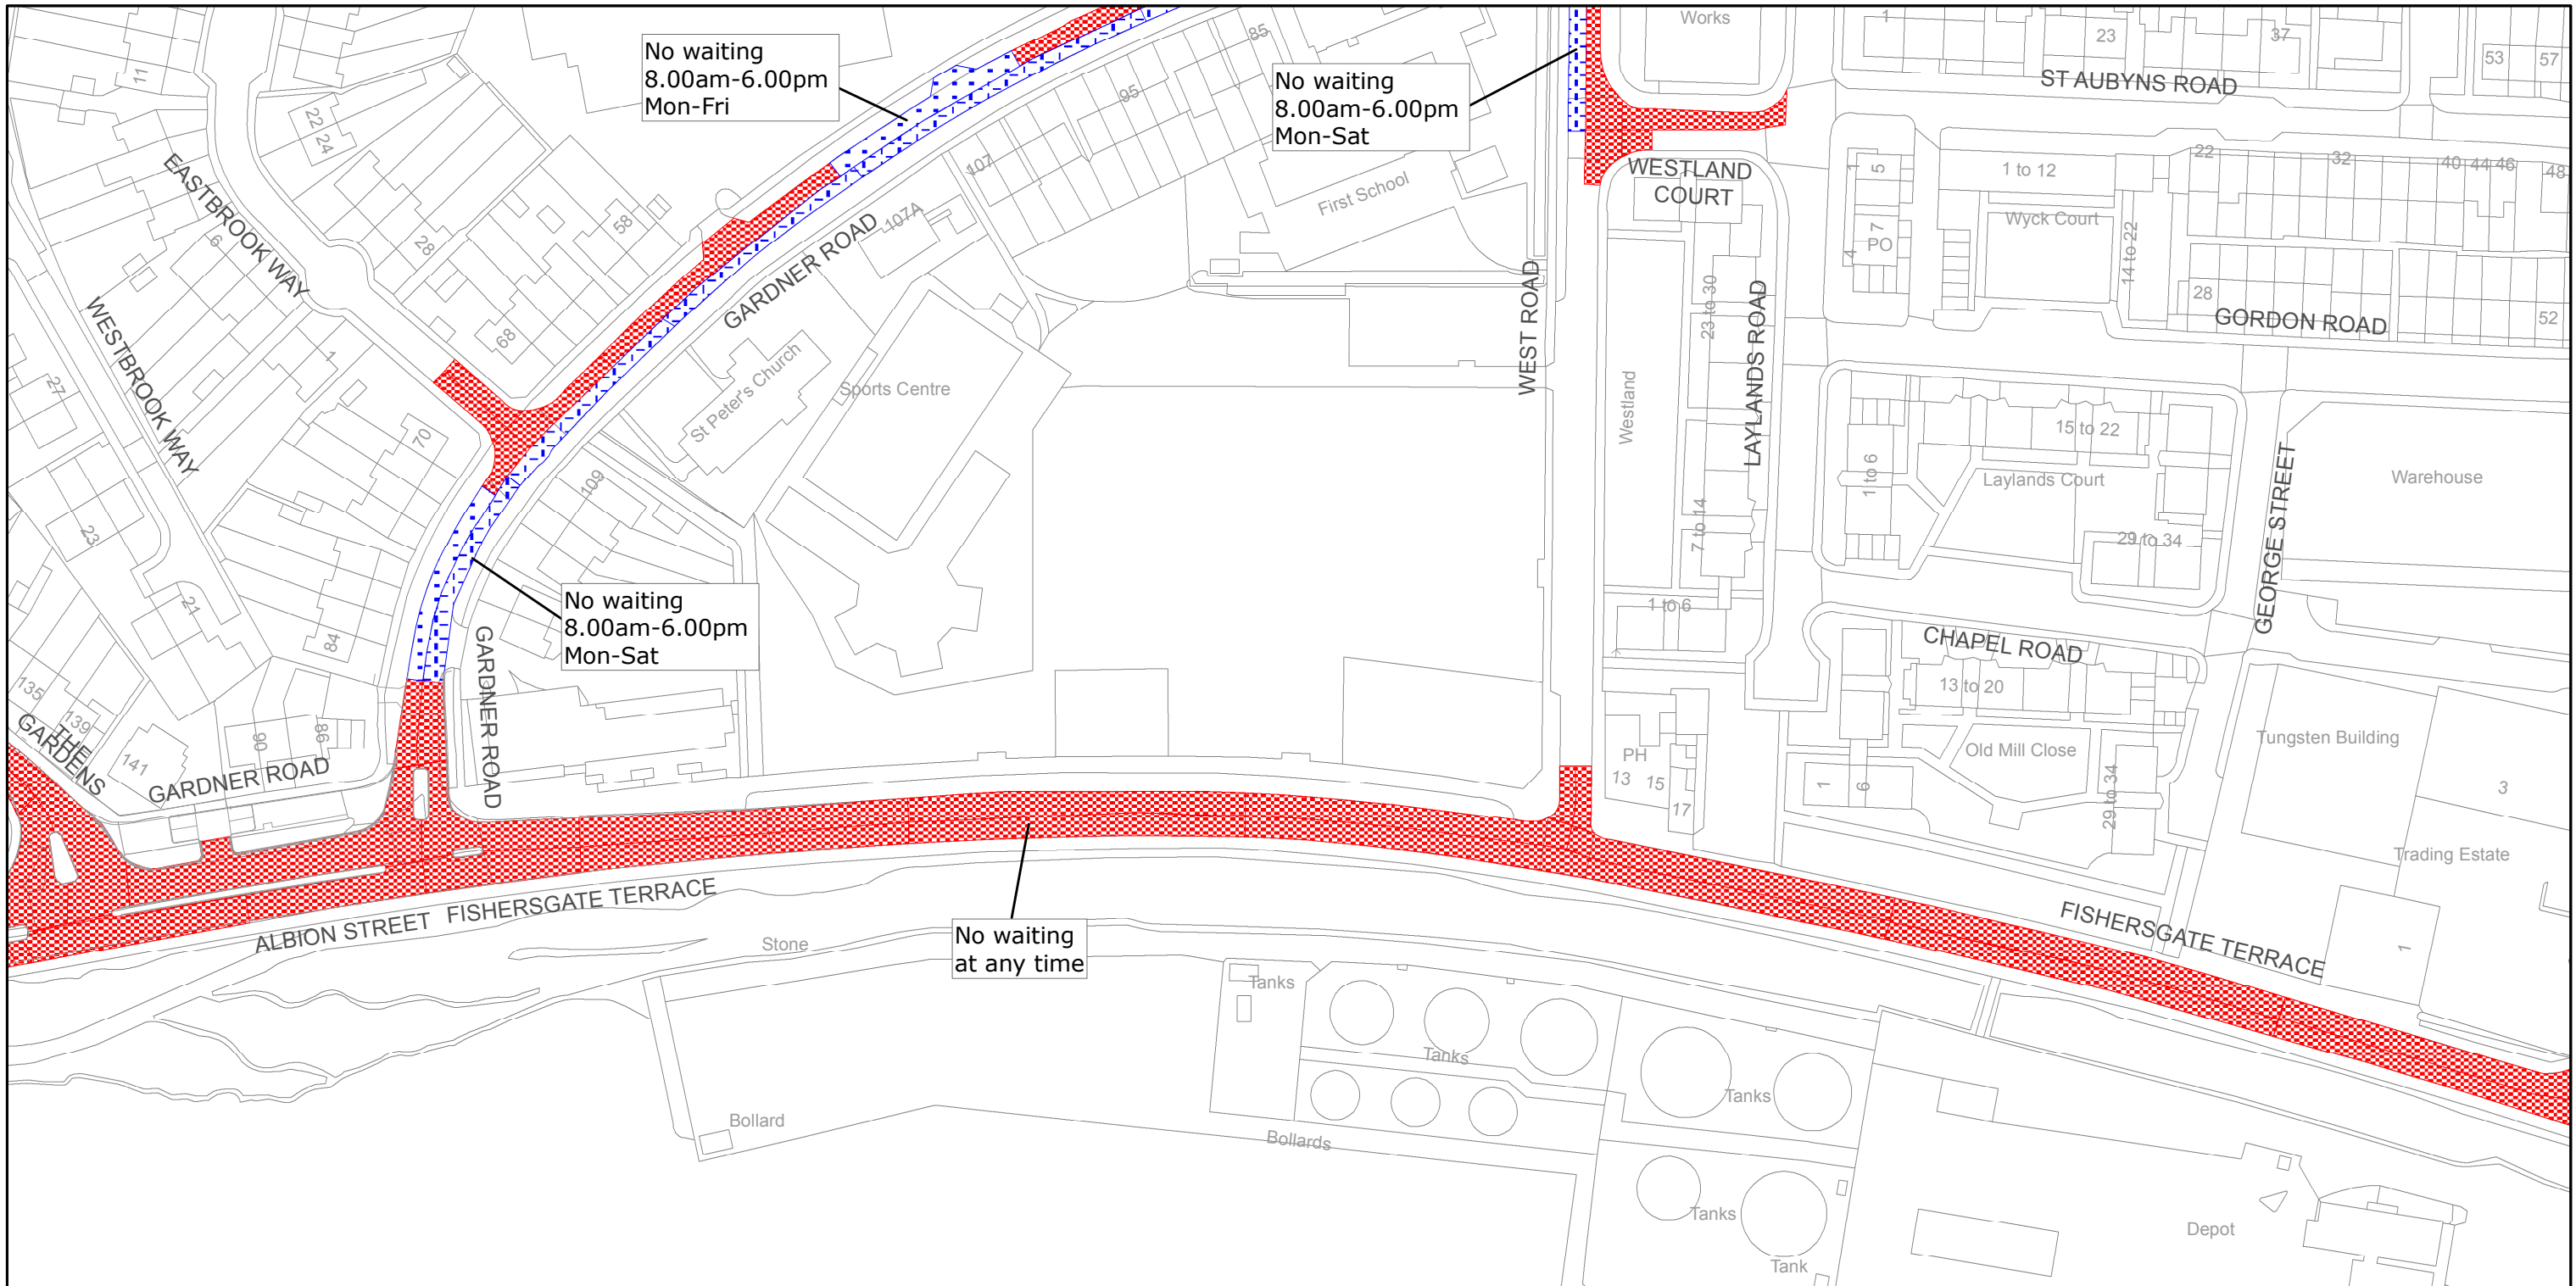 No waiting
8.00am-6.00pm
Mon-Fri
No waiting
8.00am-6.00pm
Mon-Sat
No waiting
8.00am-6.00pm
Mon-Sat
No waiting
at any time
Works
1
23
37
53
57
ST AUBYNS ROAD
11
22 24
EASTBROOK WAY
6
28
58
68
85
95
107
107A
GARDNER ROAD
First School
WESTLAND
COURT
1
5
7
PO
4
1 to 12
Wyck Court
14 to 22
22
32
40 44 46
48
28
GORDON ROAD
52
WESTBROOK WAY
1
27
23
21
70
84
St Peter's Church
Sports Centre
109
WEST ROAD
Westland
23 to 30
LAYLANDS ROAD
7 to 14
1 to 6
15 to 22
1 to 6
Laylands Court
29 to 34
GEORGE STREET
Warehouse
CHAPEL ROAD
13 to 20
Old Mill Close
29 to 34
1
6
PH
13
15
17
Tungsten Building
3
Trading Estate
1
135
139
141
THE
GARDENS
90
86
GARDNER ROAD
GARDNER ROAD
ALBION STREET
FISHERSGATE TERRACE
FISHERSGATE TERRACE
Stone
Bollard
Bollards
Tanks
Tanks
Tanks
Tanks
Tank
Depot